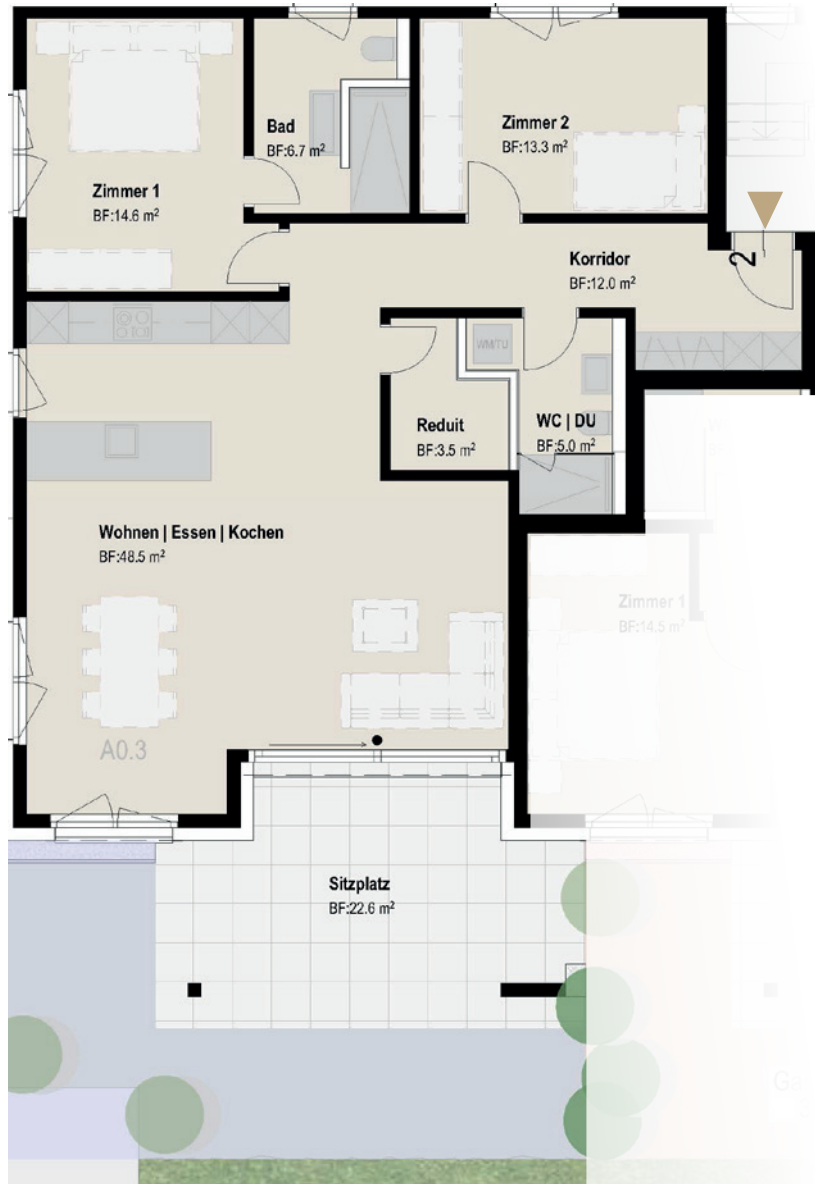 Bad
BF:6.7 m²
Zimmer 2
BF:13.3 m²
Zimmer 1
BF:14.6 m²
Korridor
BF:12.0 m²
2
WM/TU
Reduit
BF:3.5 m²
WC | DU
BF:5.0 m²
Wohnen | Essen | Kochen
BF:48.5 m²
Zimmer 1
BF:14.5 m²
A0.3
Sitzplatz
BF:22.6 m²